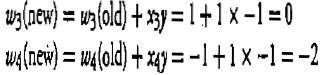 w₃(new) = w₃(old) + x₃y = 1 + 1 × −1 = 0
w₄(new) = w₄(old) + x₄y = −1 + 1 × −1 = −2